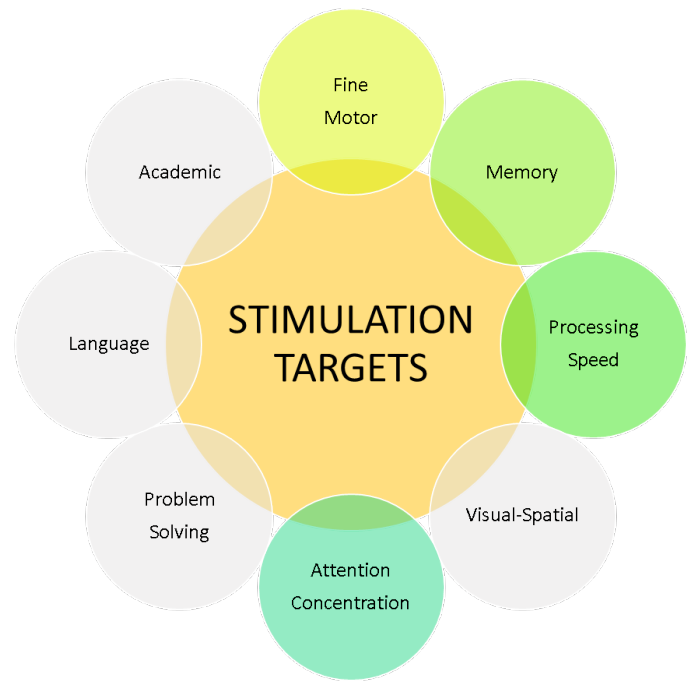 Fine
Motor
Academic
Memory
Language
STIMULATION
TARGETS
Processing
Speed
Problem
Solving
Visual-Spatial
Attention
Concentration